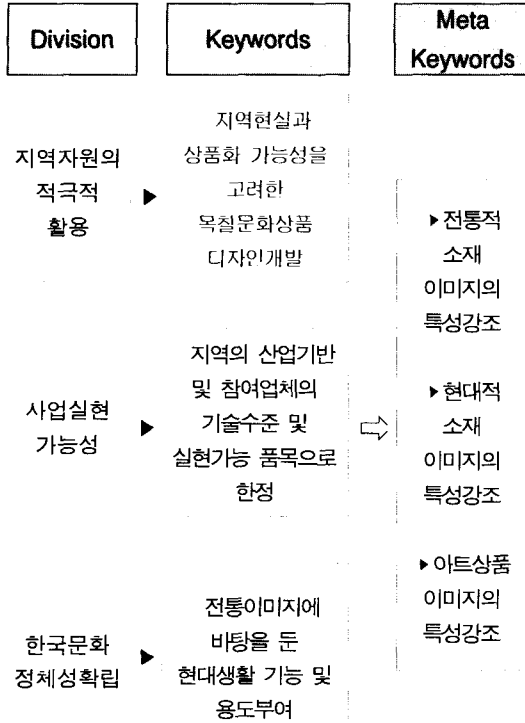 Division
Keywords
Meta
Keywords
지역자원의
적극적
활용
▶
지역현실과
상품화 가능성을
고려한
목칠문화상품
디자인개발
사업실현
가능성
▶
지역의 산업기반
및 참여업체의
기술수준 및
실현가능 품목으로
한정
한국문화
정체성확립
▶
전통이미지에
바탕을 둔
현대생활 기능 및
용도부여
⇨
▶전통적
소재
이미지의
특성강조
▶현대적
소재
이미지의
특성강조
▶아트상품
이미지의
특성강조